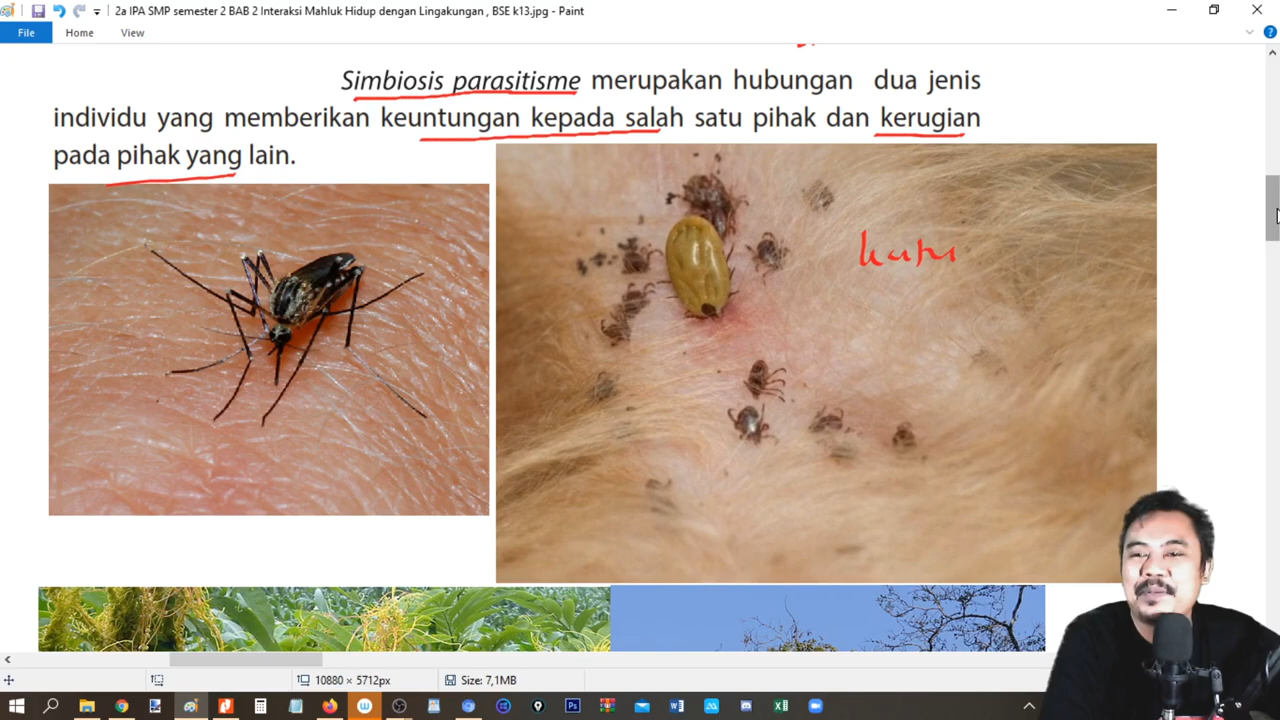 2a IPA SMP semester 2 BAB 2 Interaksi Mahluk Hidup dengan Lingakungan , BSE k13.jpg - Paint
File Home View
Simbiosis parasitisme merupakan hubungan dua jenis
individu yang memberikan keuntungan kepada salah satu pihak dan kerugian
pada pihak yang lain.
kutu
10880 × 5712px
Size: 7,1MB